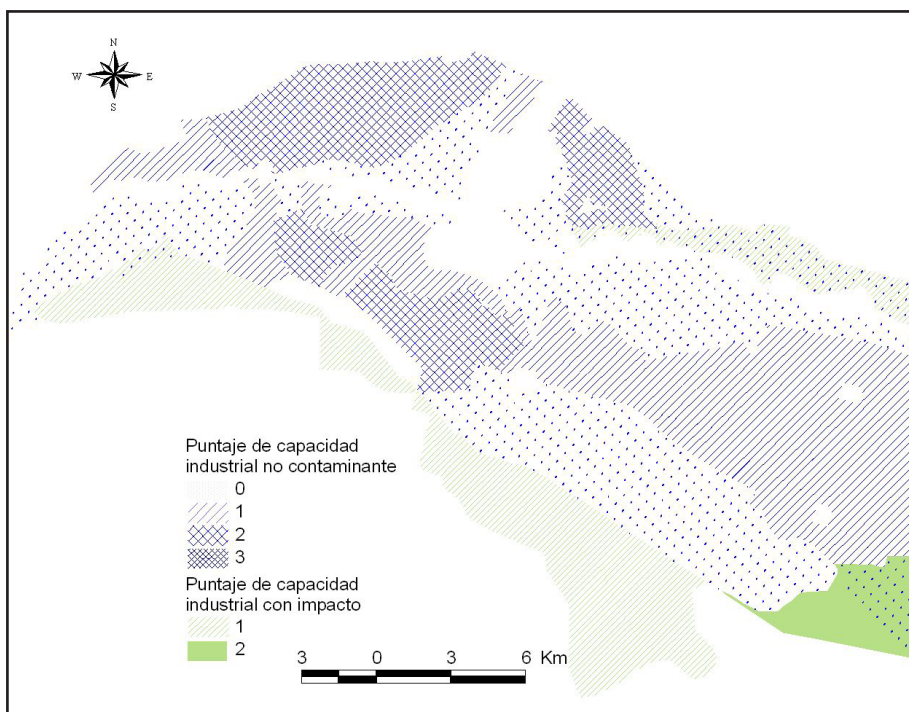 N
W E
S
Puntaje de capacidad
industrial no contaminante
0
1
2
3
Puntaje de capacidad
industrial con impacto
1
2
3 0 3 6 Km